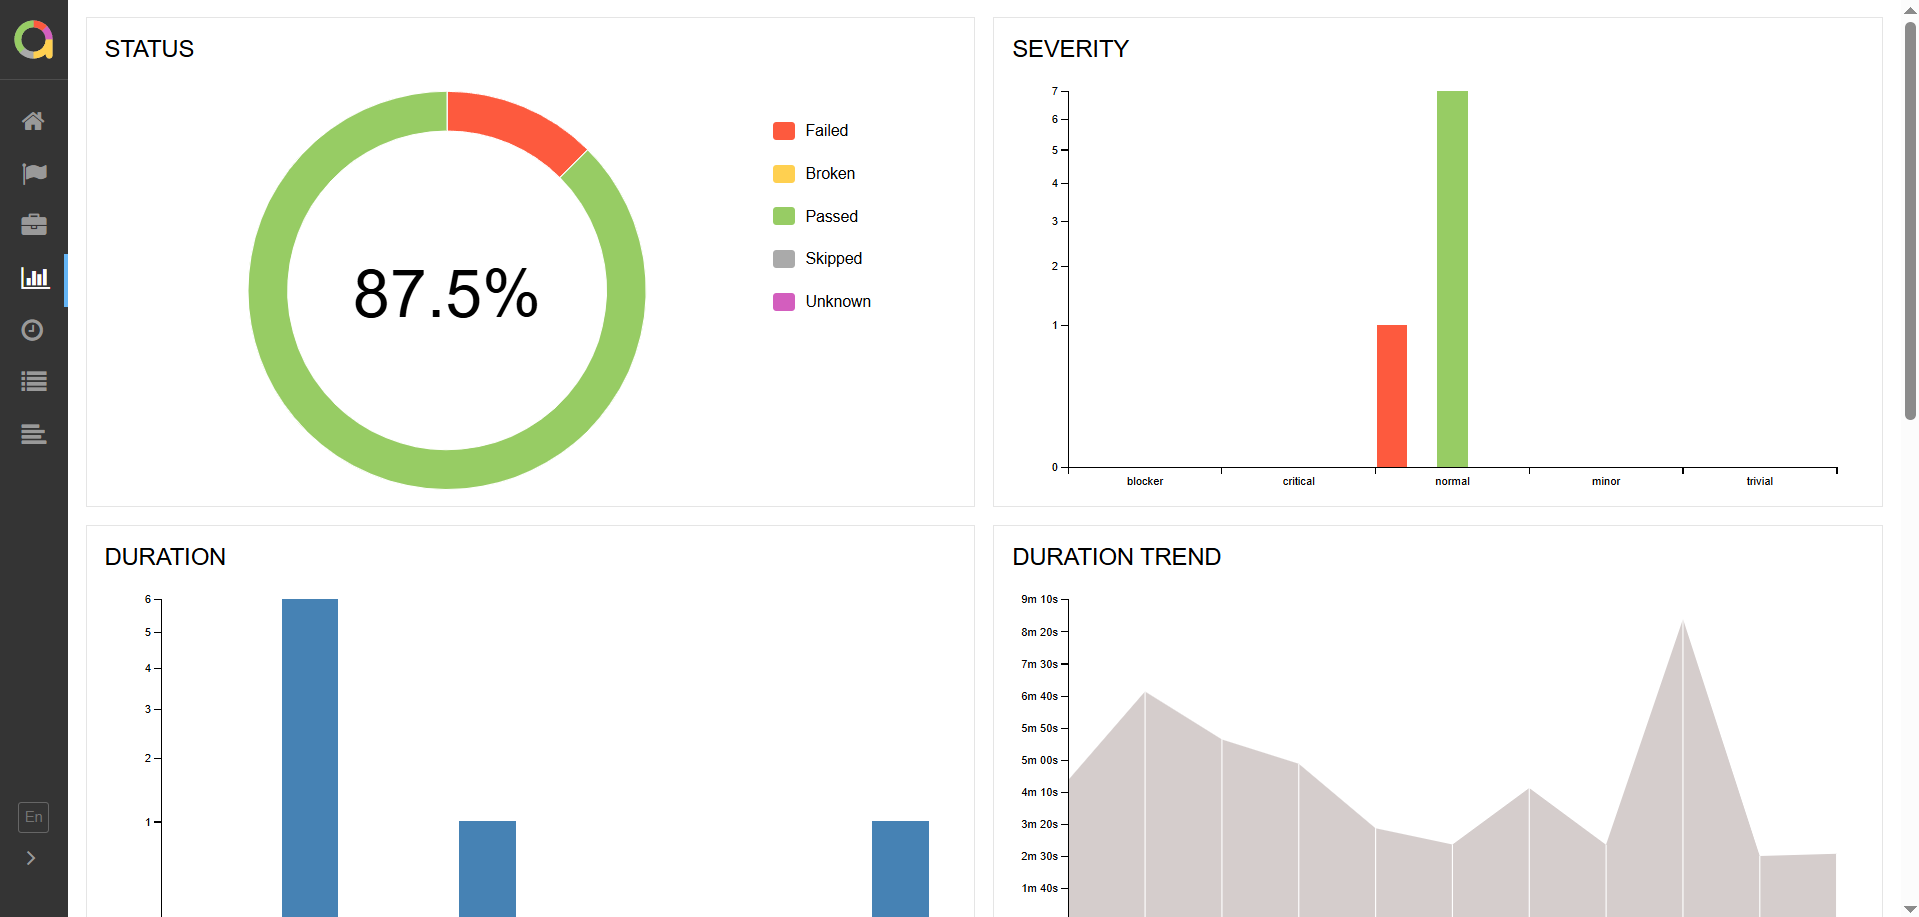 STATUS
87.5%
Failed
Broken
Passed
Skipped
Unknown
SEVERITY
7
6
5
4
3
2
1
0
blocker critical normal minor trivial
DURATION
6
5
4
3
2
1
DURATION TREND
9m 10s
8m 20s
7m 30s
6m 40s
5m 50s
5m 00s
4m 10s
3m 20s
2m 30s
1m 40s
En